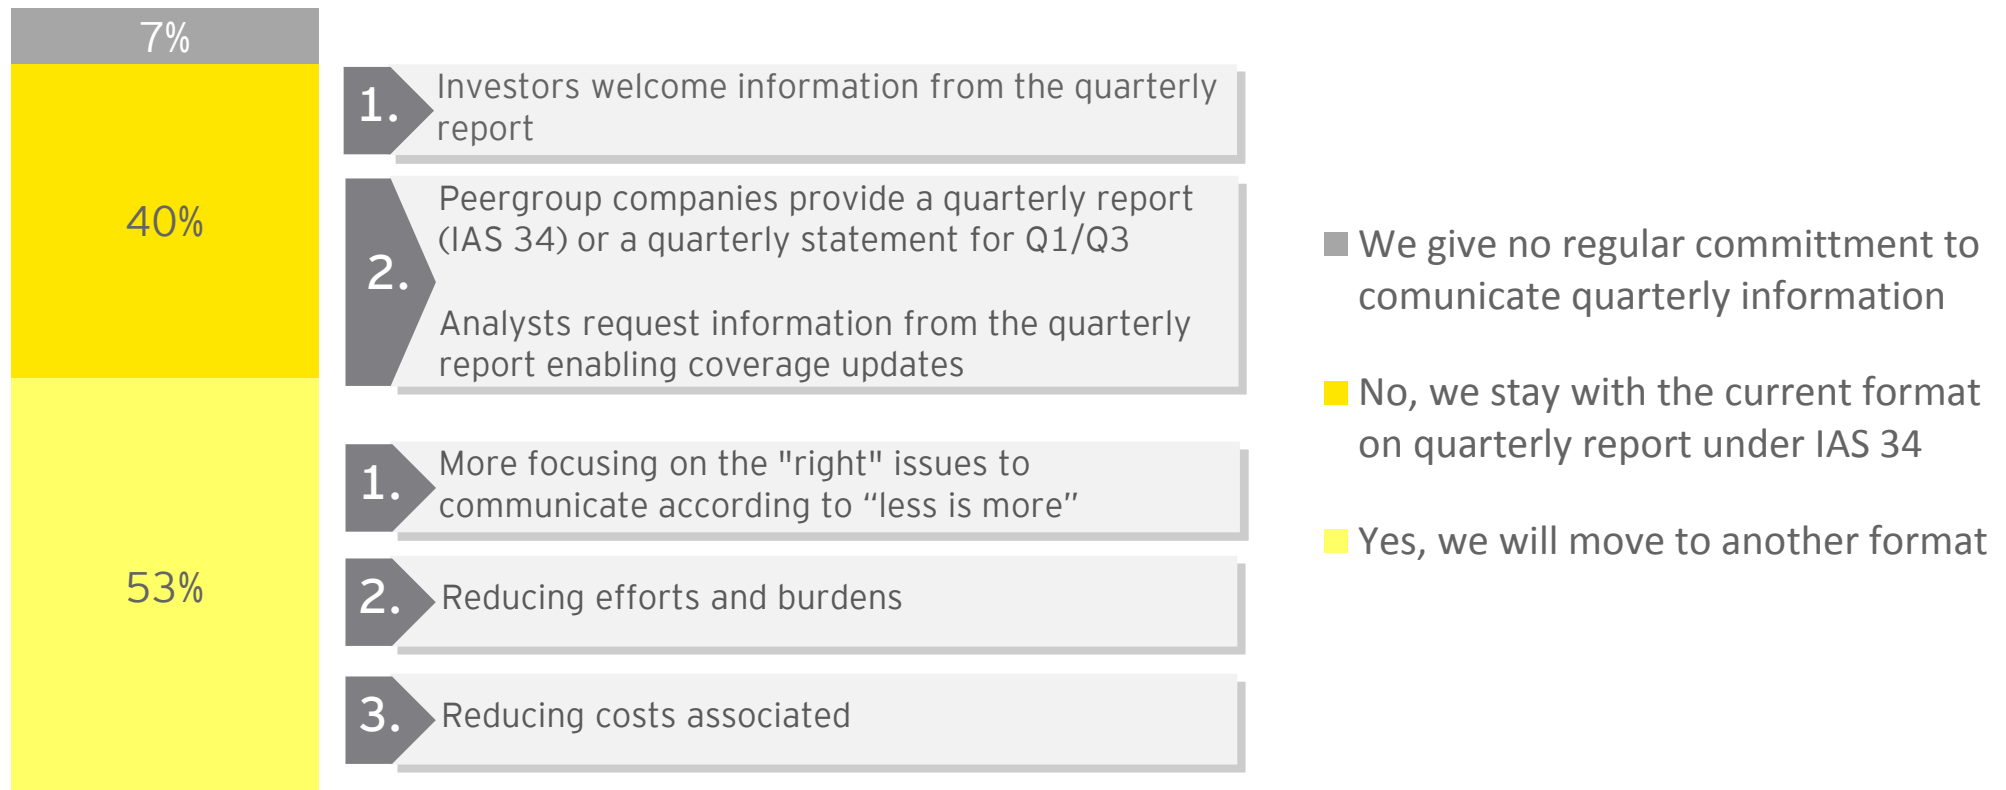 7%
40%
53%
1.
Investors welcome information from the quarterly
report
2.
Peergroup companies provide a quarterly report
(IAS 34) or a quarterly statement for Q1/Q3
Analysts request information from the quarterly
report enabling coverage updates
1.
More focusing on the "right" issues to
communicate according to “less is more”
2.
Reducing efforts and burdens
3.
Reducing costs associated
We give no regular committment to
comunicate quarterly information
No, we stay with the current format
on quarterly report under IAS 34
Yes, we will move to another format